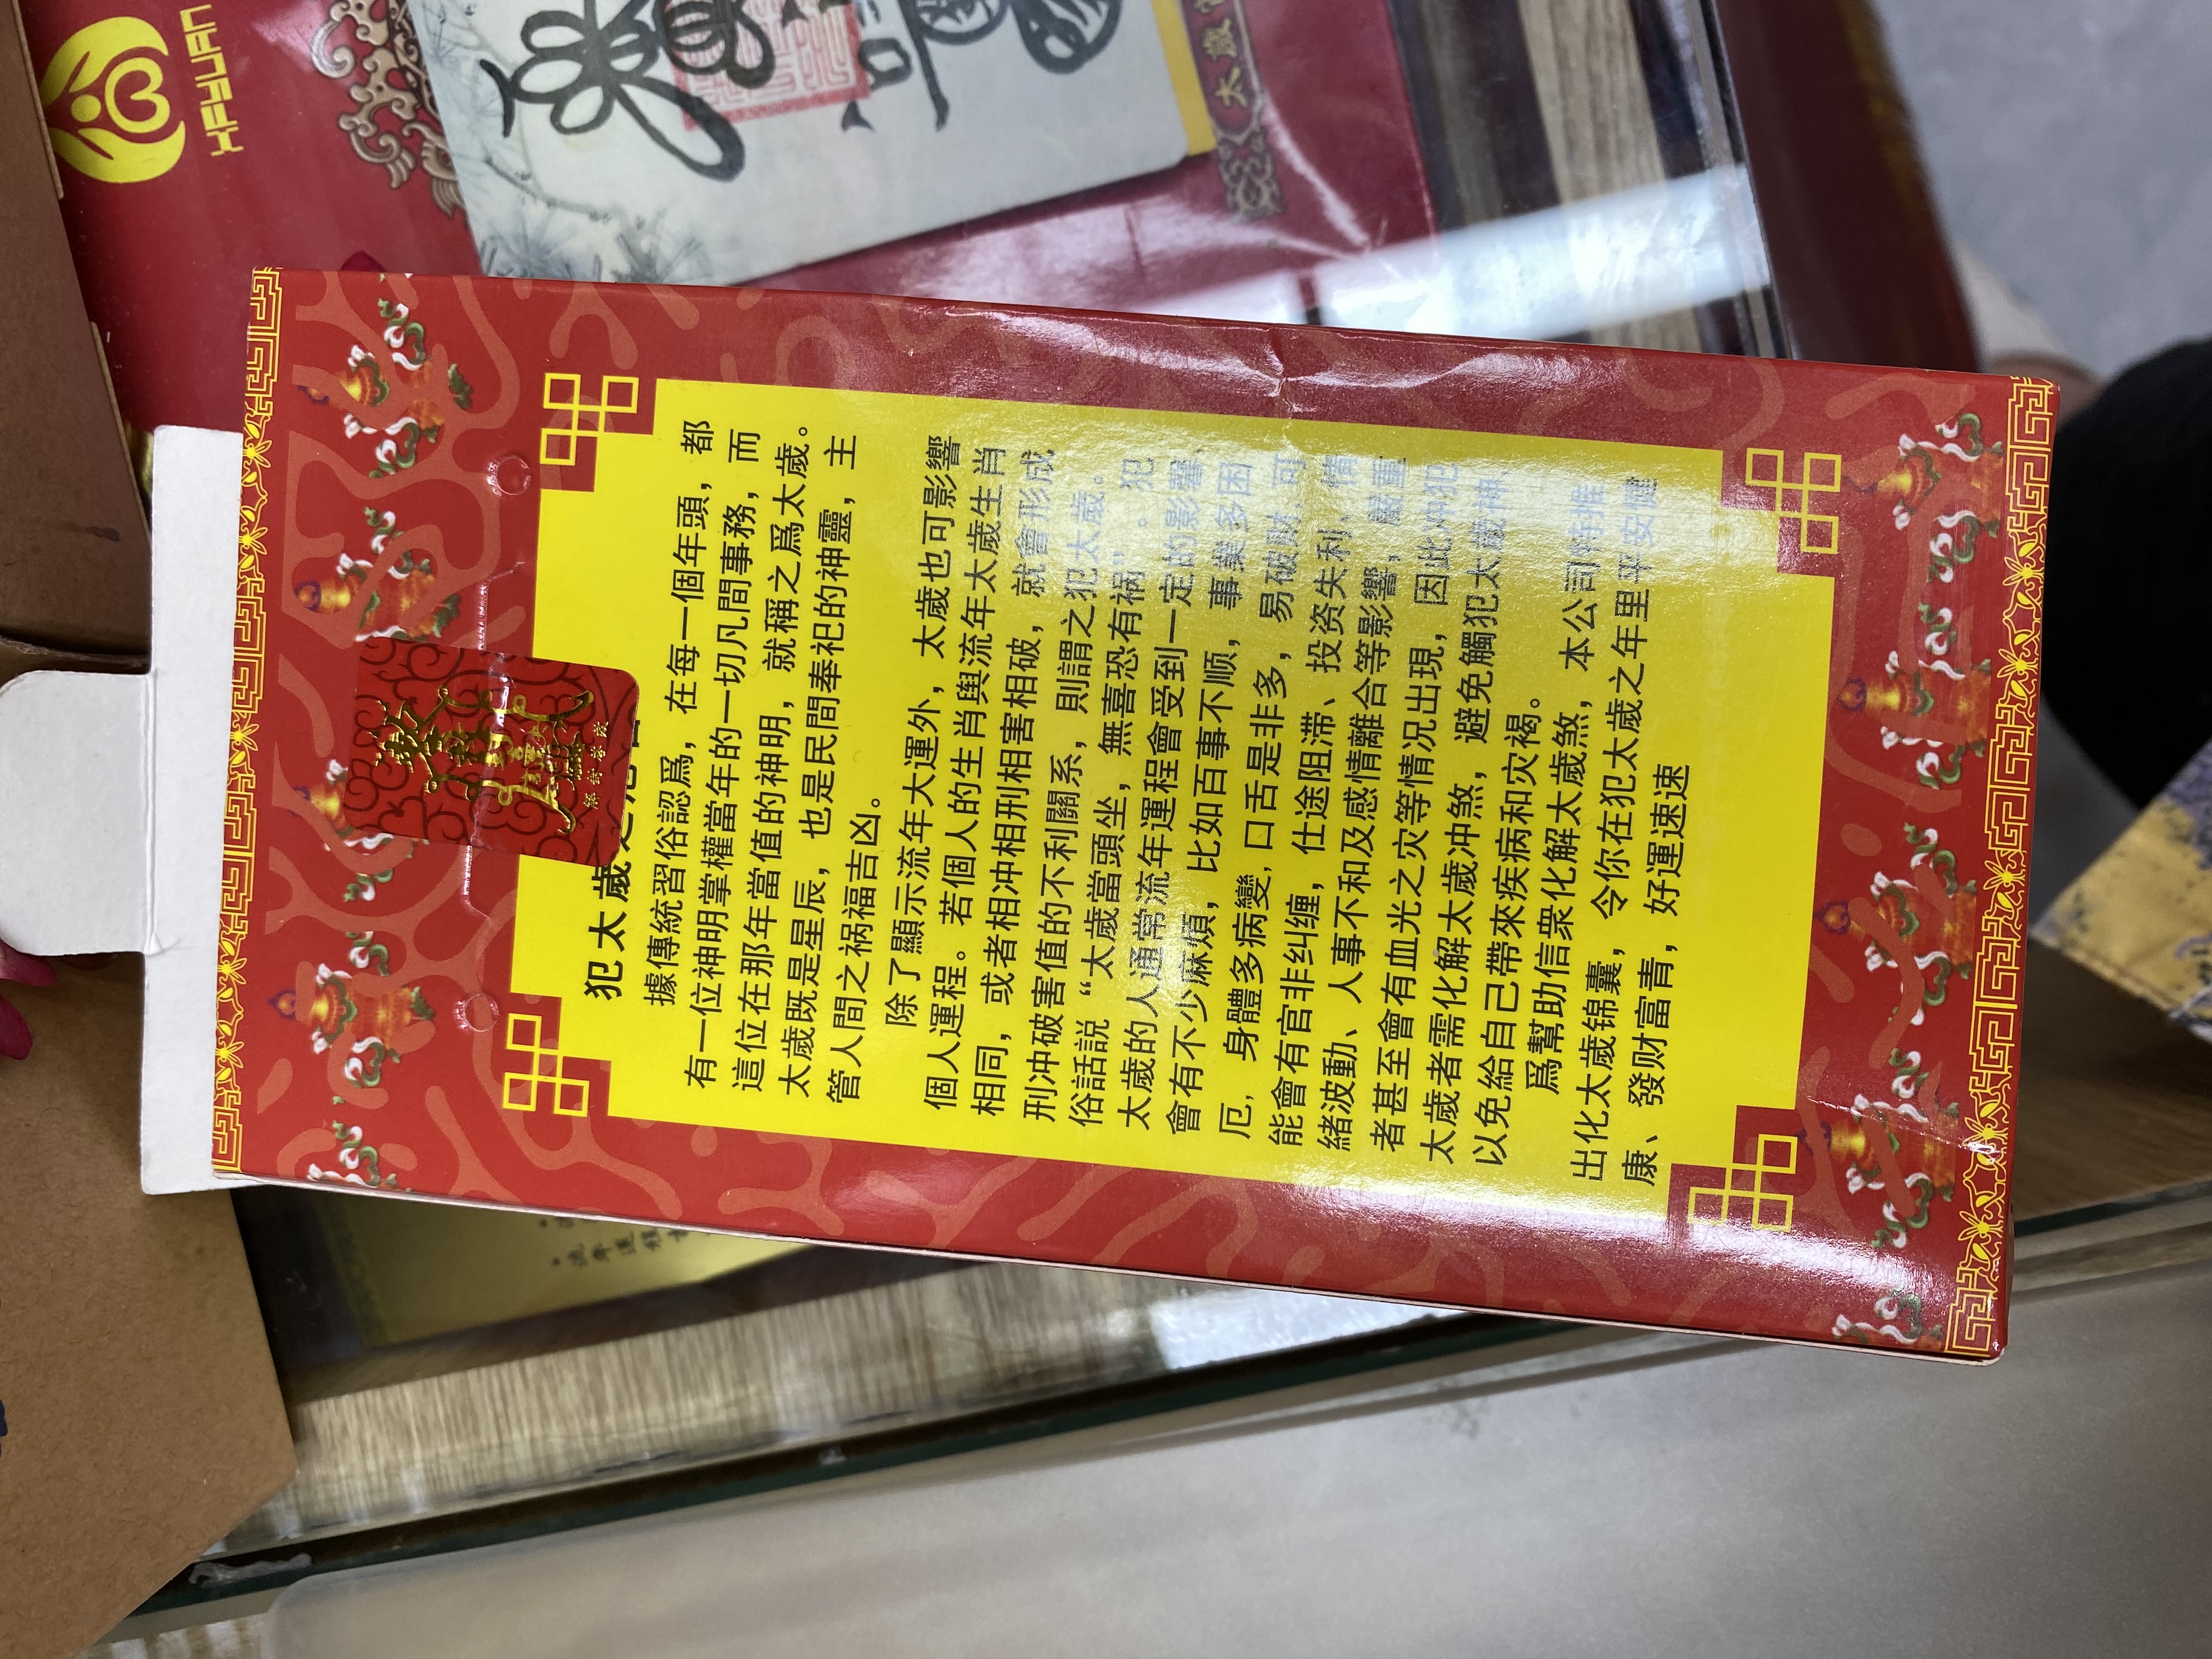 犯太歲之
據傳統習俗認爲，在每一個年頭，都
有一位神明掌權當年的一切凡間事務，而
這位在那年當值的神明，就稱之爲太歲。
太歲既是星辰，也是民間奉祀的神靈，主
管人間之祸福吉凶。
除了顯示流年大運外，太歲也可影響
個人運程。若個人的生肖與流年太歲生肖
相同，或者相冲相刑相害相破，就會形成
刑冲破害值的不利關系，則謂之犯太歲。
俗話説“太歲當頭坐，無喜恐有祸”。犯
太歲的人通常流年運程會受到一定的影響，
會有不少麻煩，比如百事不顺，事業多困
厄，身體多病變，口舌是非多，易破財，可
能會有官非纠缠，仕途阻滞、投资失利、情
緒波動、人事不和及感情離合等影響，嚴重
者甚至會有血光之灾等情况出現，因此冲犯
太歲者需化解太歲冲煞，避免觸犯太歲神，
以免給自己帶來疾病和灾褐。
爲幫助信衆化解太歲煞，本公司特推
出化太歲锦囊，令你在犯太歲之年里平安健
康、發财富青，好運速速
XAYUAN
太歲